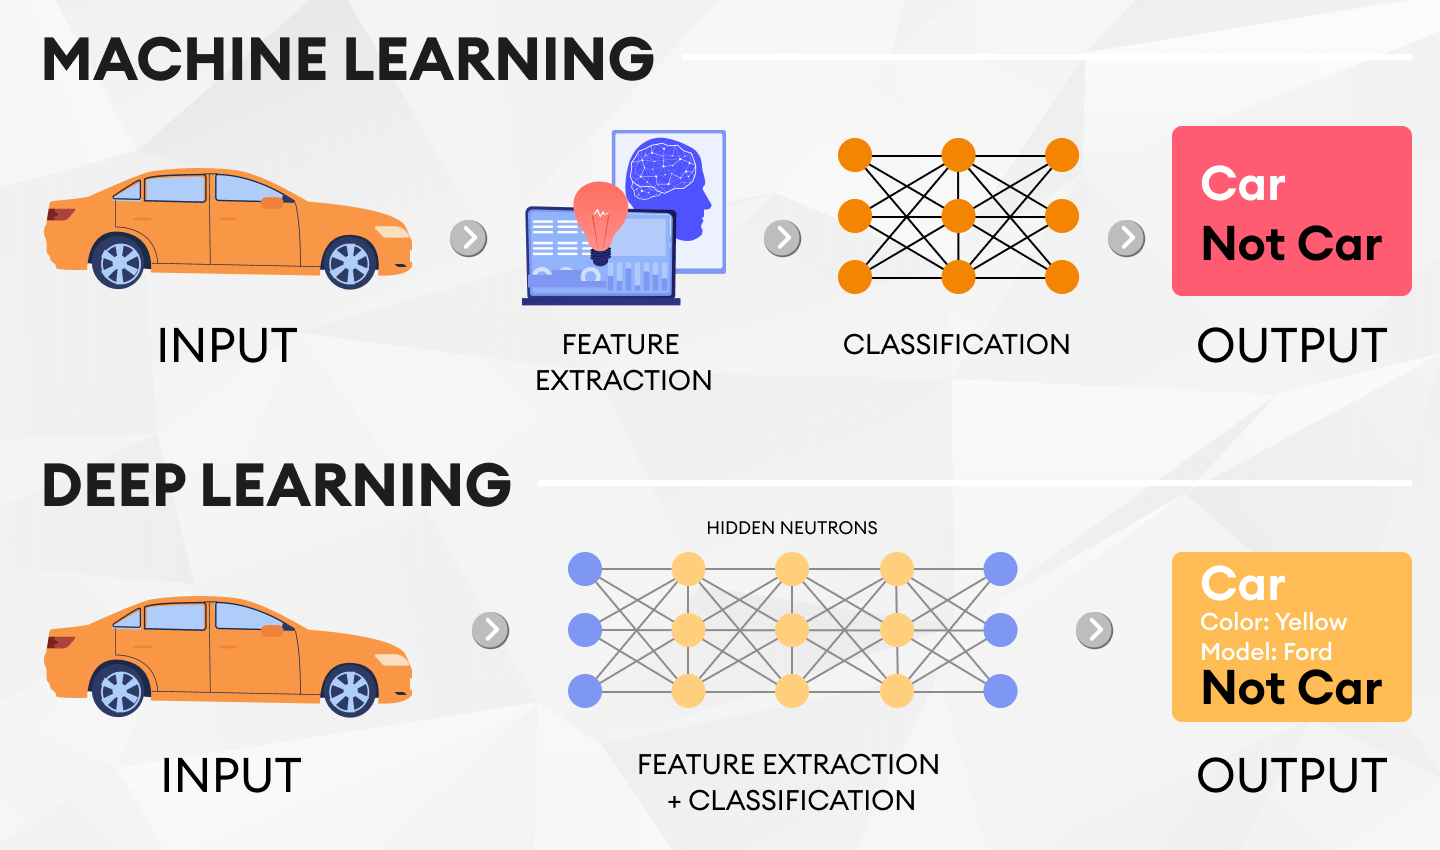 MACHINE LEARNING
Car
Not Car
INPUT
FEATURE
EXTRACTION
CLASSIFICATION
OUTPUT
DEEP LEARNING
HIDDEN NEUTRONS
Car
Color: Yellow
Model: Ford
Not Car
INPUT
FEATURE EXTRACTION
+ CLASSIFICATION
OUTPUT